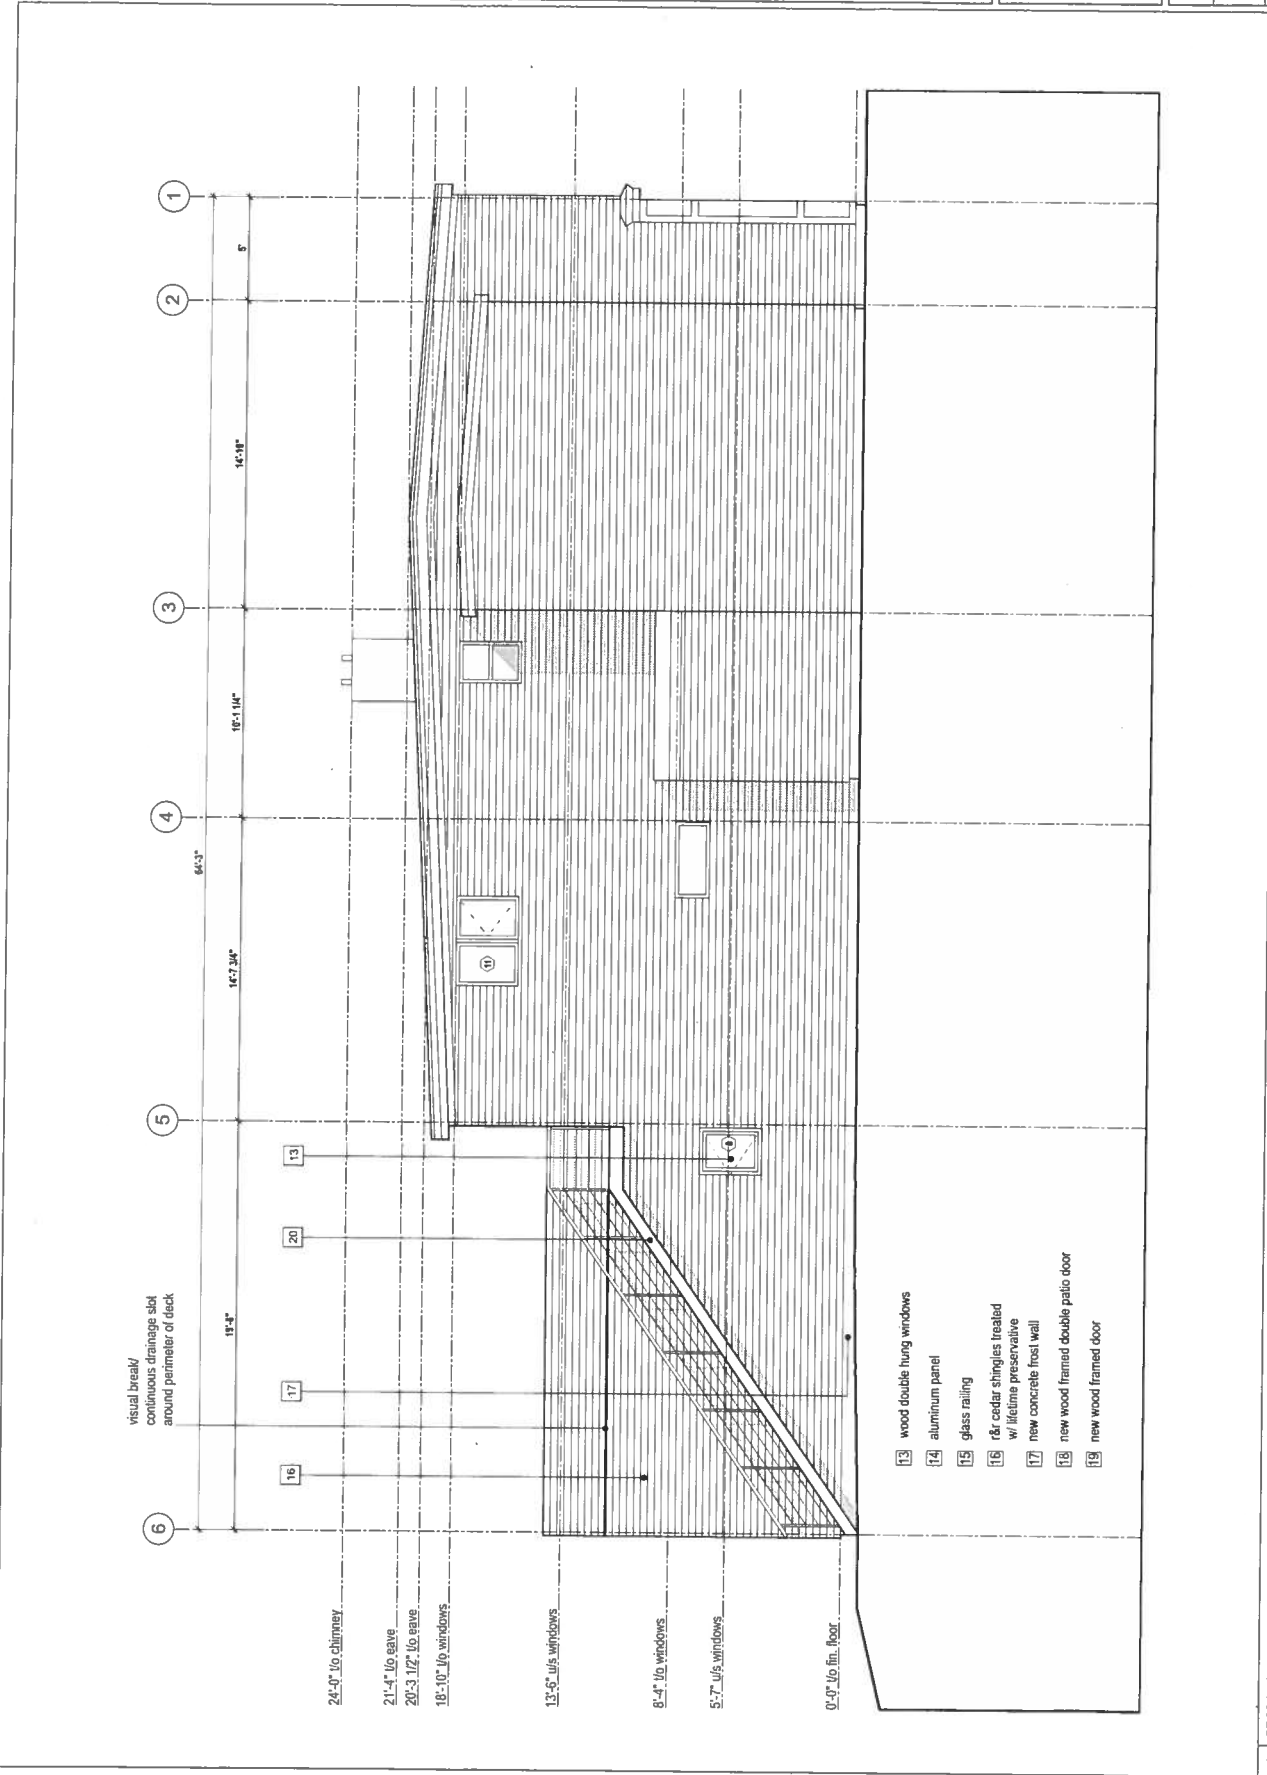 visual break/
continuous drainage slot
around perimeter of deck
6
5
4
3
2
1
64'-3"
19'-8"
14'-7 3/4"
10'-1 1/4"
14'-10"
5'
16
17
20
13
11
24'-0" t/o chimney
21'-4" t/o eave
20'-3 1/2" t/o eave
18'-10" t/o windows
13'-6" u/s windows
8'-4" t/o windows
5'-7" u/s windows
0'-0" t/o fin. floor
13 wood double hung windows
14 aluminum panel
15 glass railing
16 r&r cedar shingles treated
w/ lifetime preservative
17 new concrete frost wall
18 new wood framed double patio door
19 new wood framed door